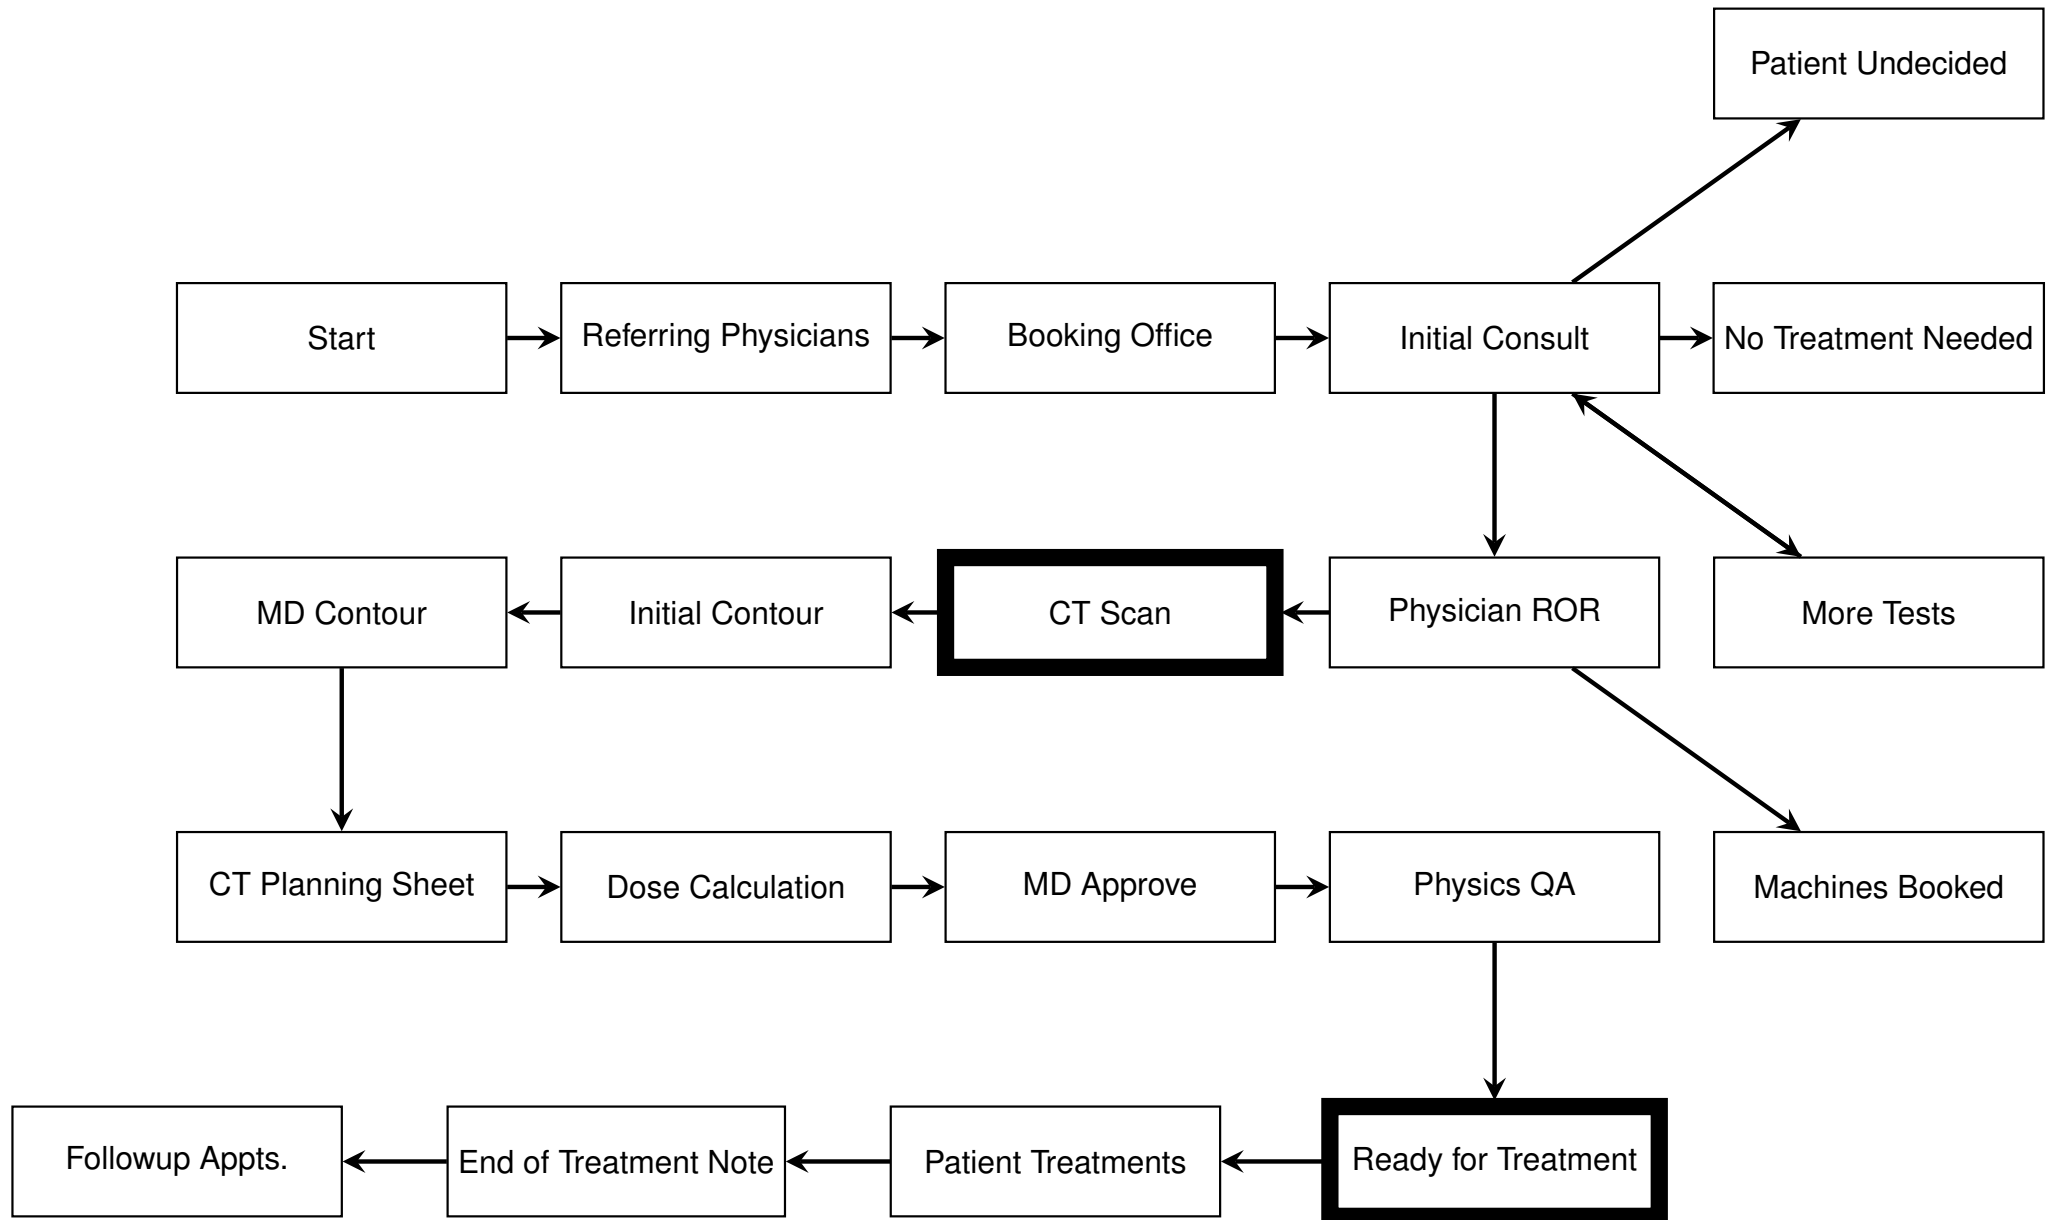 Patient Undecided
Start
Referring Physicians
Booking Office
Initial Consult
No Treatment Needed
MD Contour
Initial Contour
CT Scan
Physician ROR
More Tests
CT Planning Sheet
Dose Calculation
MD Approve
Physics QA
Machines Booked
Followup Appts.
End of Treatment Note
Patient Treatments
Ready for Treatment